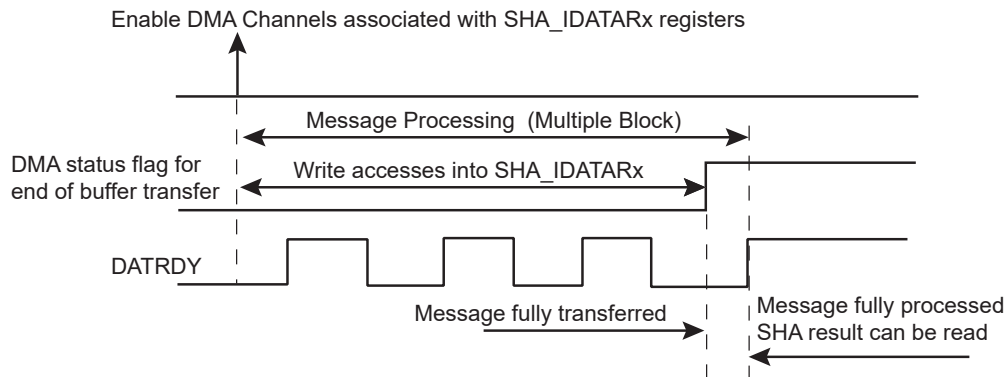 Enable DMA Channels associated with SHA_IDATARx registers
Message Processing (Multiple Block)
DMA status flag for
end of buffer transfer
Write accesses into SHA_IDATARx
DATRDY
Message fully transferred
Message fully processed
SHA result can be read